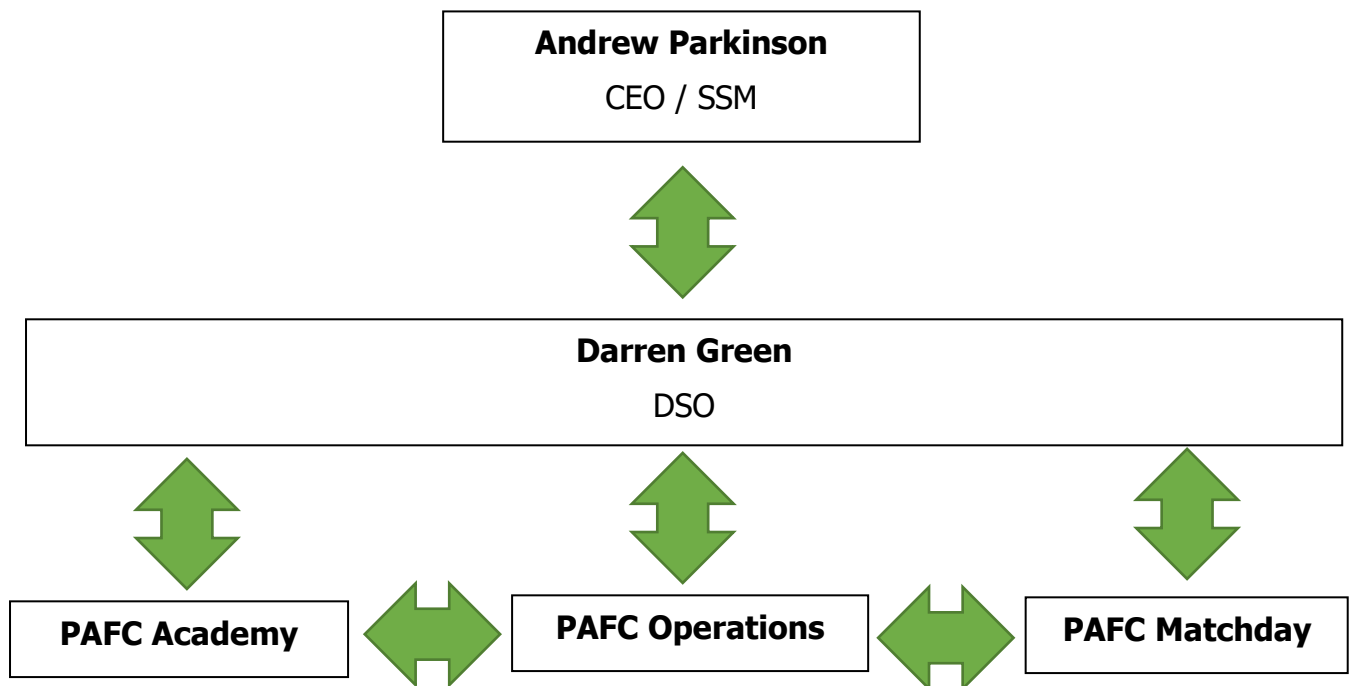 Andrew Parkinson
CEO / SSM
Darren Green
DSO
PAFC Academy
PAFC Operations
PAFC Matchday